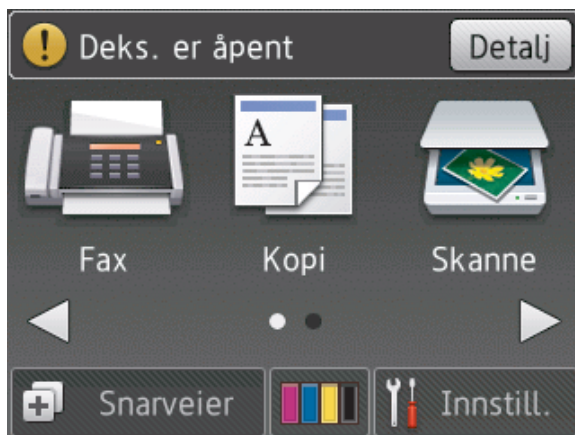 Deks. er åpent
Detalj
A
Fax
Kopi
Skanne
Snarveier
Innstill.